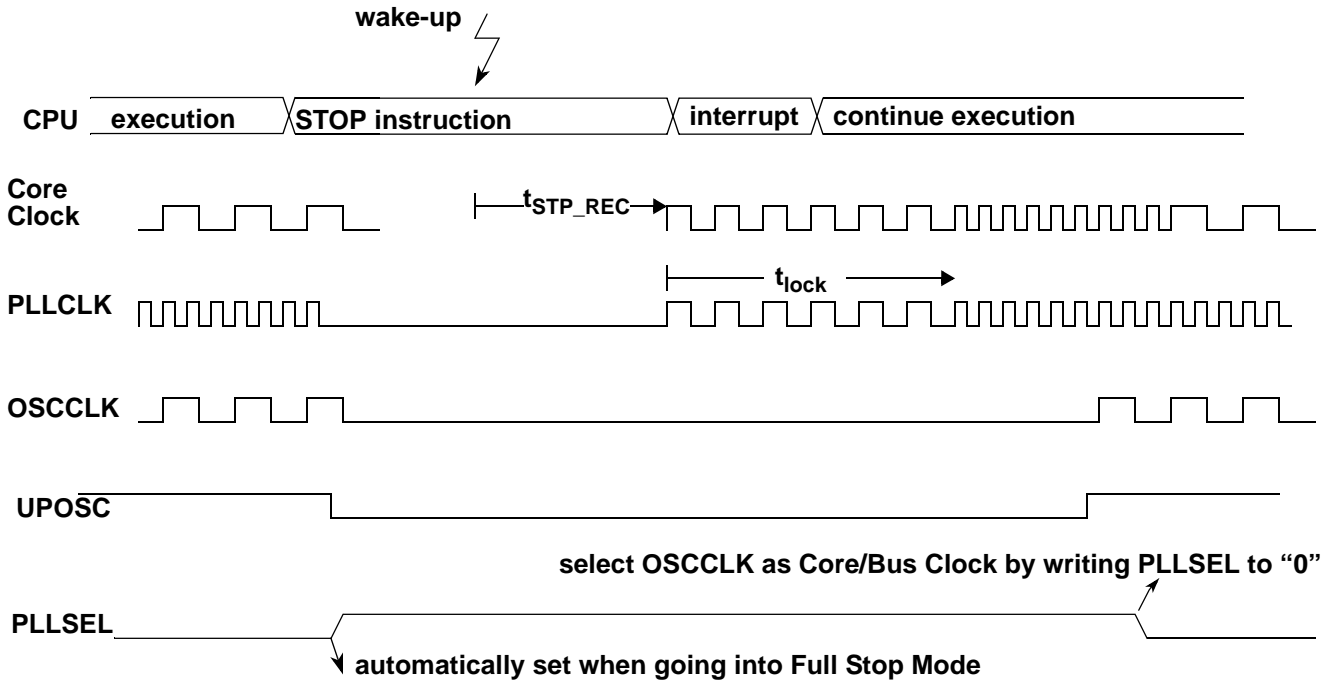 wake-up
CPU execution STOP instruction interrupt continue execution
Core
Clock
tSTP_REC
tlock
PLLCLK
OSCCLK
UPOSC
select OSCCLK as Core/Bus Clock by writing PLLSEL to “0”
PLLSEL
automatically set when going into Full Stop Mode